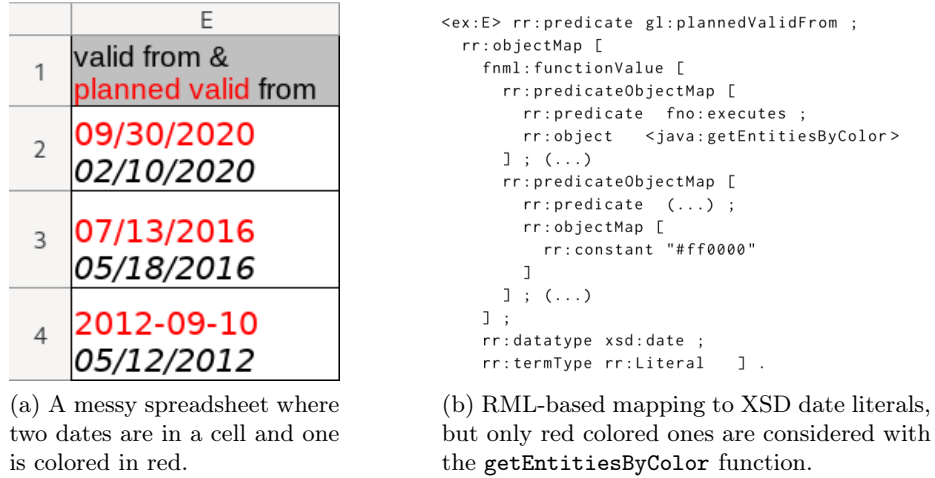 E
1
valid from &
planned valid from
2
09/30/2020
02/10/2020
3
07/13/2016
05/18/2016
4
2012-09-10
05/12/2012
(a) A messy spreadsheet where
two dates are in a cell and one
is colored in red.
<ex:E> rr:predicate gl:plannedValidFrom ;
rr:objectMap [
fnml:functionValue [
rr:predicateObjectMap [
rr:predicate fno:executes ;
rr:object <java:getEntitiesByColor>
] ; (...)
rr:predicateObjectMap [
rr:predicate (...) ;
rr:objectMap [
rr:constant "#ff0000"
]
] ; (...)
] ;
rr:datatype xsd:date ;
rr:termType rr:Literal ] .
(b) RML-based mapping to XSD date literals,
but only red colored ones are considered with
the getEntitiesByColor function.